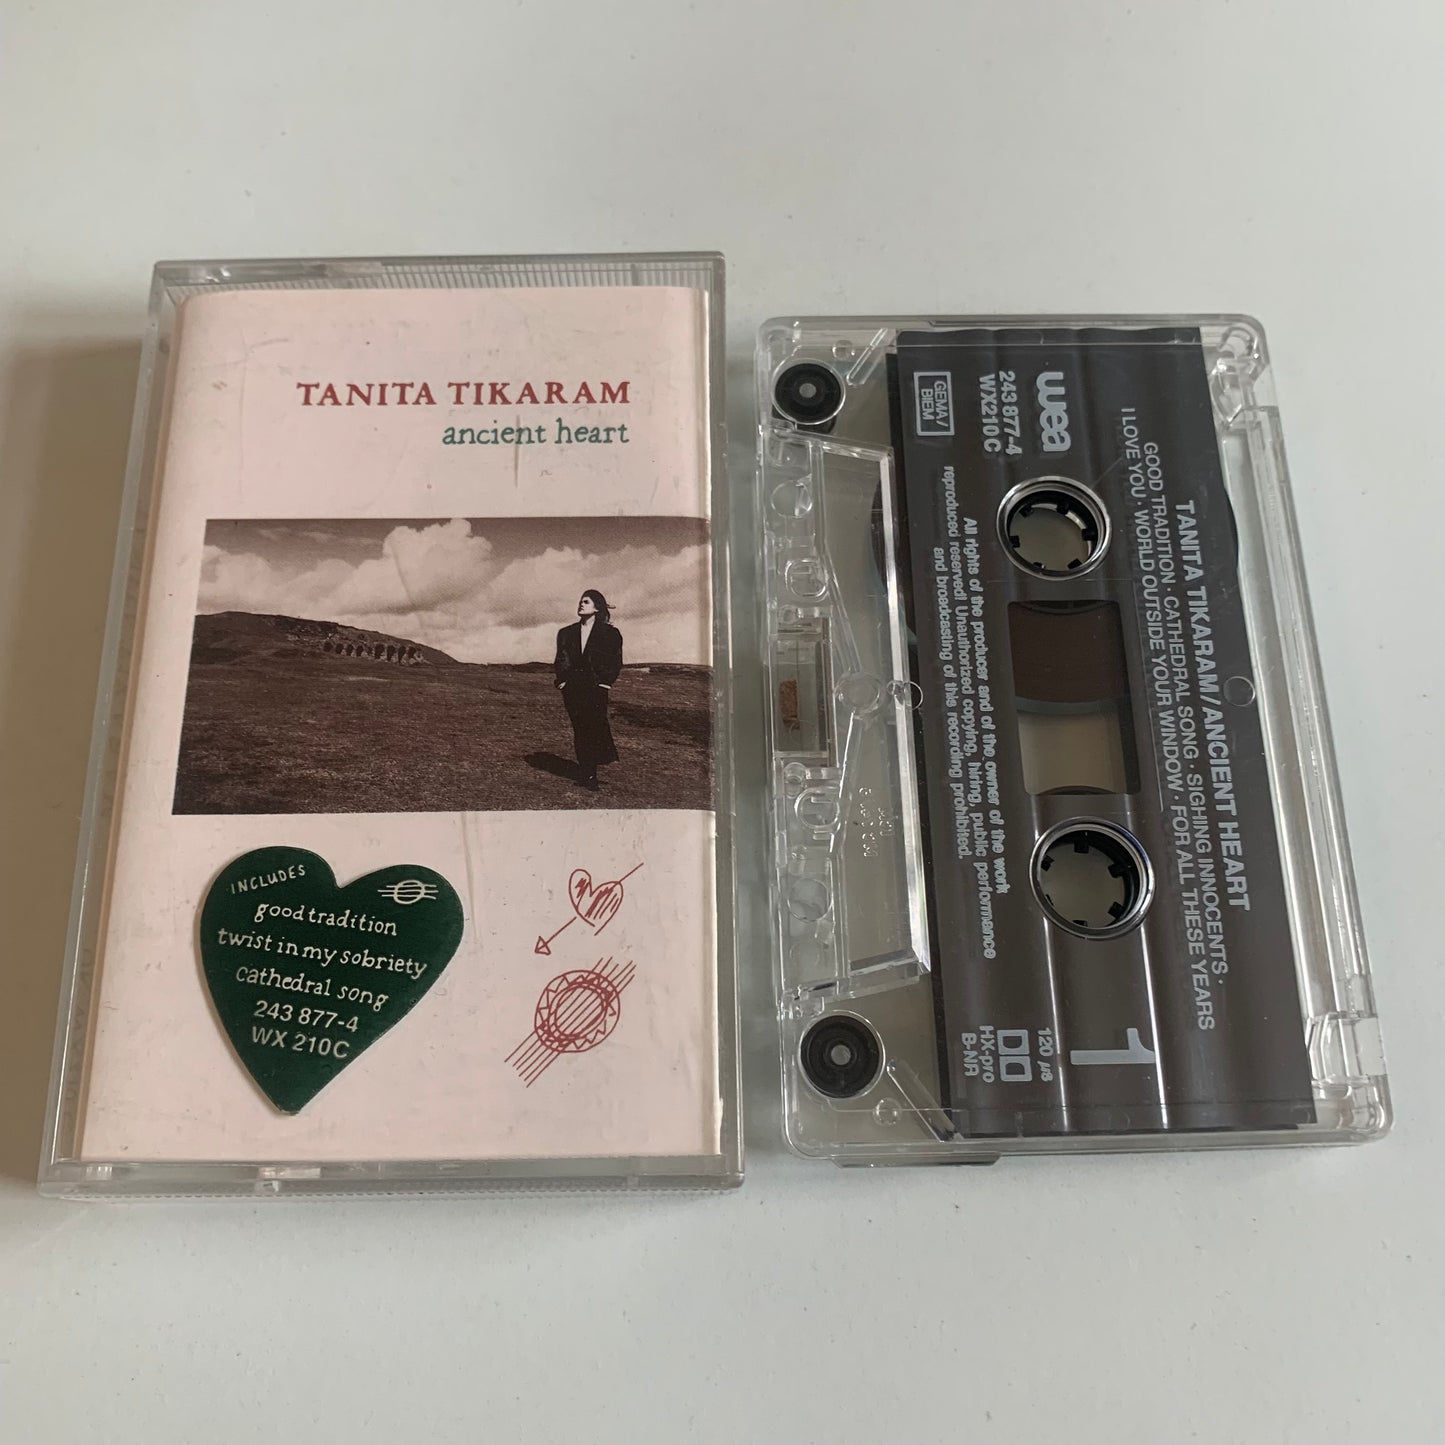 TANITA TIKARAM
ancient heart
INCLUDES
good tradition
twist in my sobriety
cathedral song
243 877-4
WX 210C
TANITA TIKARAM/ANCIENT HEART
GOOD TRADITION · CATHEDRAL SONG · SIGHING INNOCENTS ·
I LOVE YOU · WORLD OUTSIDE YOUR WINDOW · FOR ALL THESE YEARS
wea
243 877-4
WX210C
GEMA/
BIEM
1
120 µs
HX-pro
B-NR
All rights of the producer and of the owner of the work
reproduced reserved! Unauthorized copying, hiring, public performance
and broadcasting of this recording prohibited.